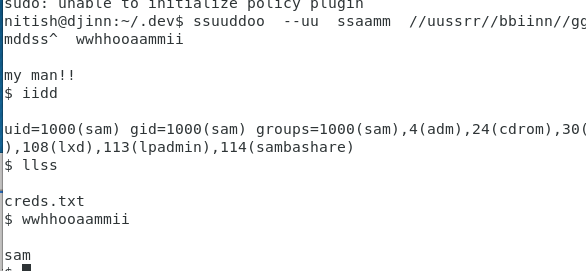 sudo: unable to initialize policy plugin
nitish@djinn:~/.dev$ ssuuddoo  --uu  ssaamm  //uussrr//bbiinn//gg
mddss^  wwhhooaammii
my man!!
$ iidd
uid=1000(sam) gid=1000(sam) groups=1000(sam),4(adm),24(cdrom),30(
),108(lxd),113(lpadmin),114(sambashare)
$ llss
creds.txt
$ wwhhooaammii
sam
$